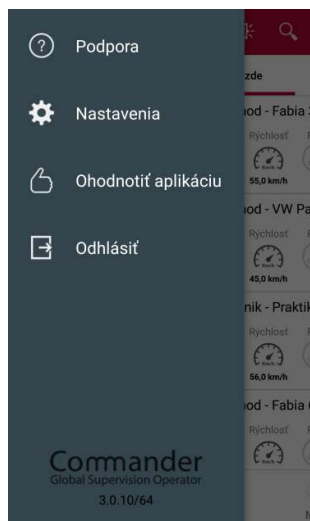 Podpora
Nastavenia
Ohodnotiť aplikáciu
Odhlásiť
Commander
Global Supervision Operator
3.0.10/64
zde
od - Fabia
Rýchlosť
55,0 km/h
od - VW Pa
Rýchlosť
45,0 km/h
nik - Prakti
Rýchlosť
56,0 km/h
od - Fabia
Rýchlosť